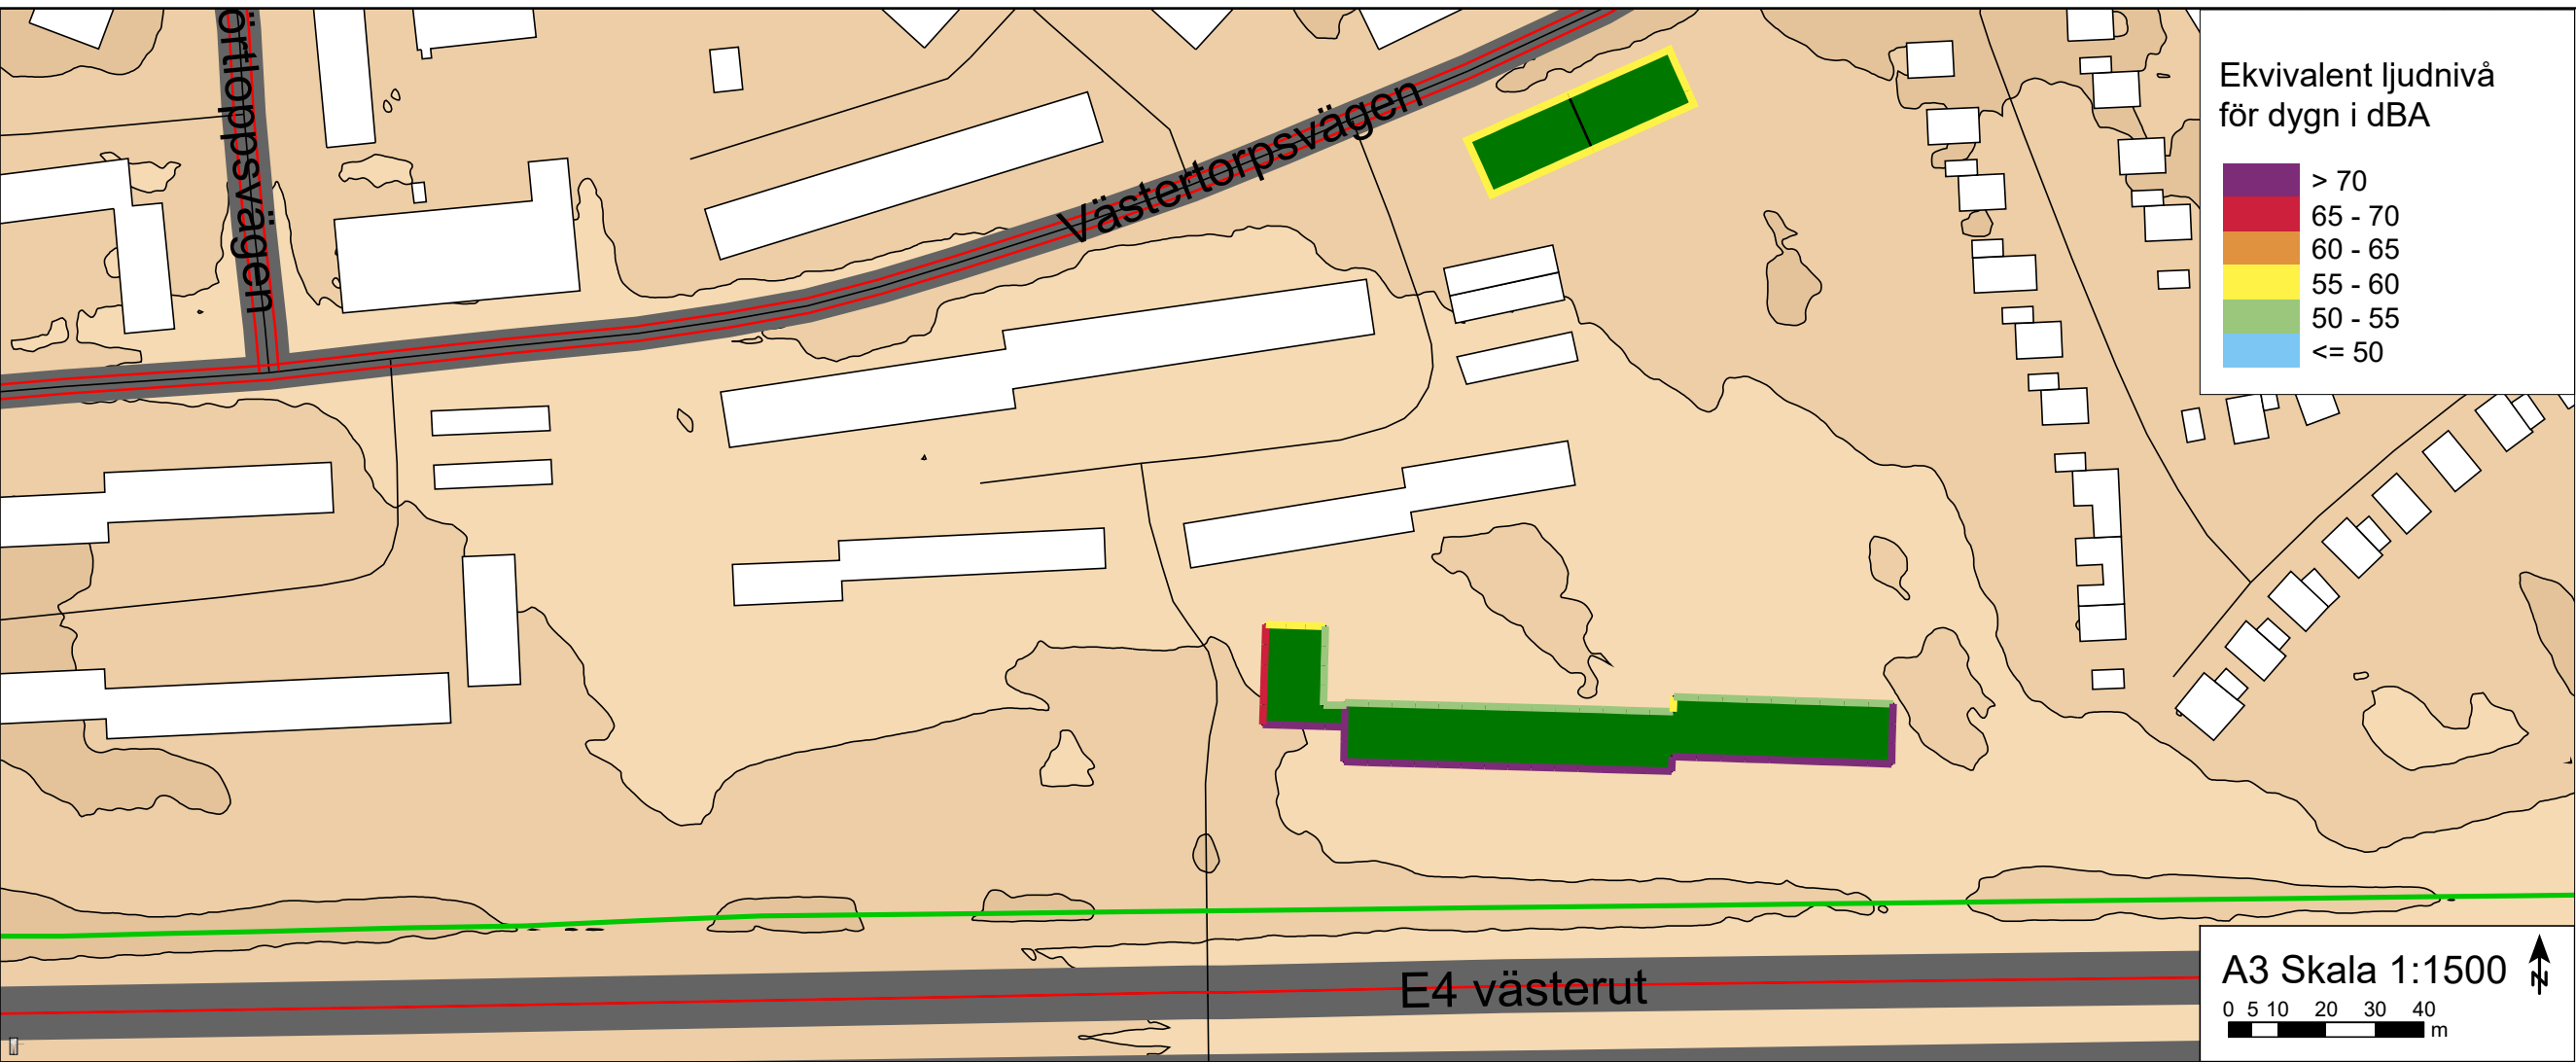 ortloppsvägen
Västertorpsvägen
Ekvivalent ljudnivå
för dygn i dBA
> 70
65 - 70
60 - 65
55 - 60
50 - 55
<= 50
E4 västerut
A3 Skala 1:1500
N
0 5 10 20 30 40
m